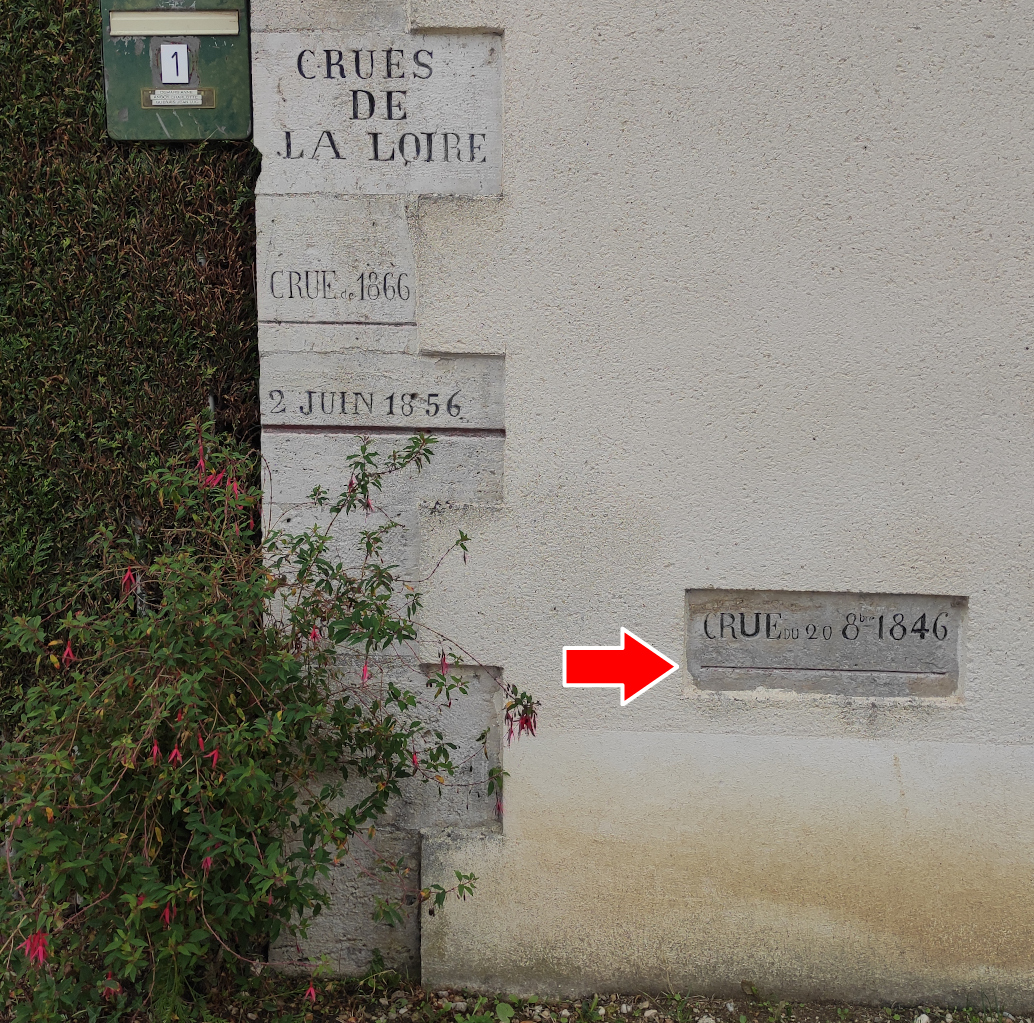 1
CRUES
DE
LA LOIRE
CRUE de 1866
2 JUIN 1856
CRUE DU 20 8bre 1846